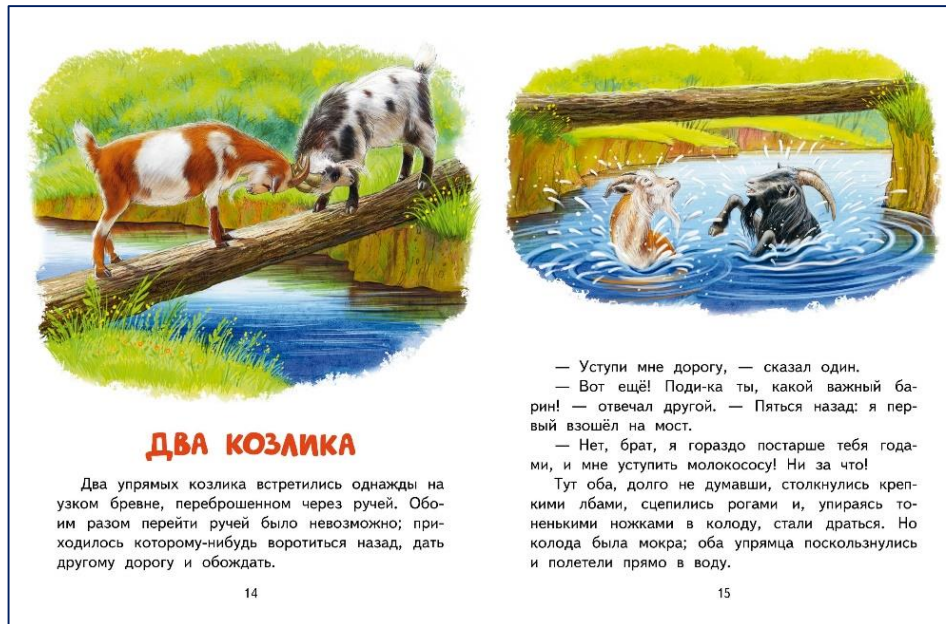 ДВА КОЗЛИКА
Два упрямых козлика встретились однажды на
узком бревне, переброшенном через ручей. Обо-
им разом перейти ручей было невозможно; при-
ходилось которому-нибудь воротиться назад, дать
другому дорогу и обождать.
14
— Уступи мне дорогу, — сказал один.
— Вот ещё! Поди-ка ты, какой важный ба-
рин! — отвечал другой. — Пяться назад: я пер-
вый взошёл на мост.
— Нет, брат, я гораздо постарше тебя года-
ми, и мне уступить молокососу! Ни за что!
Тут оба, долго не думавши, столкнулись креп-
кими лбами, сцепились рогами и, упираясь то-
ненькими ножками в колоду, стали драться. Но
колода была мокра; оба упрямца поскользнулись
и полетели прямо в воду.
15